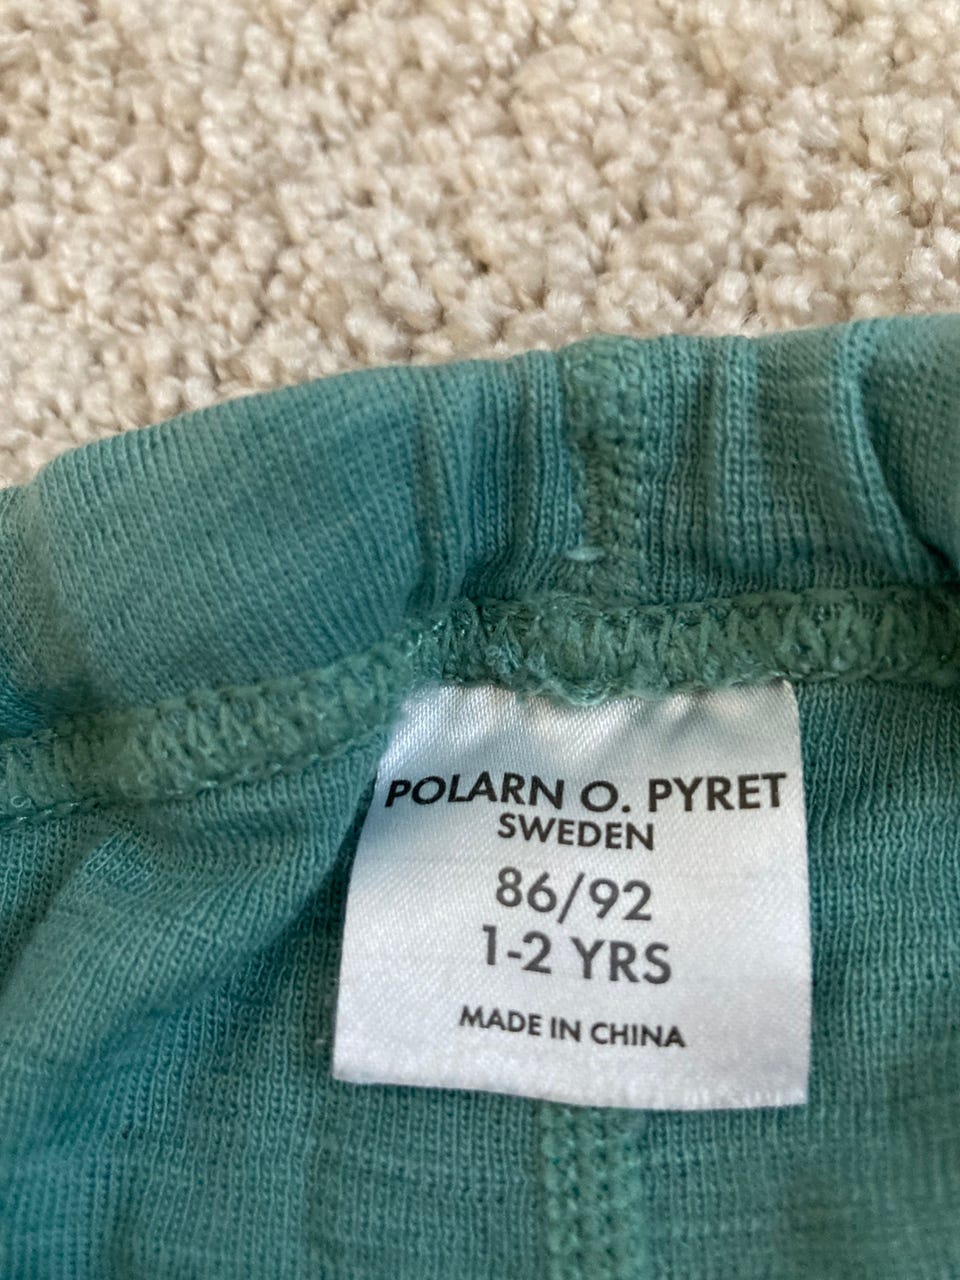 POLARN O. PYRET
SWEDEN
86/92
1-2 YRS
MADE IN CHINA